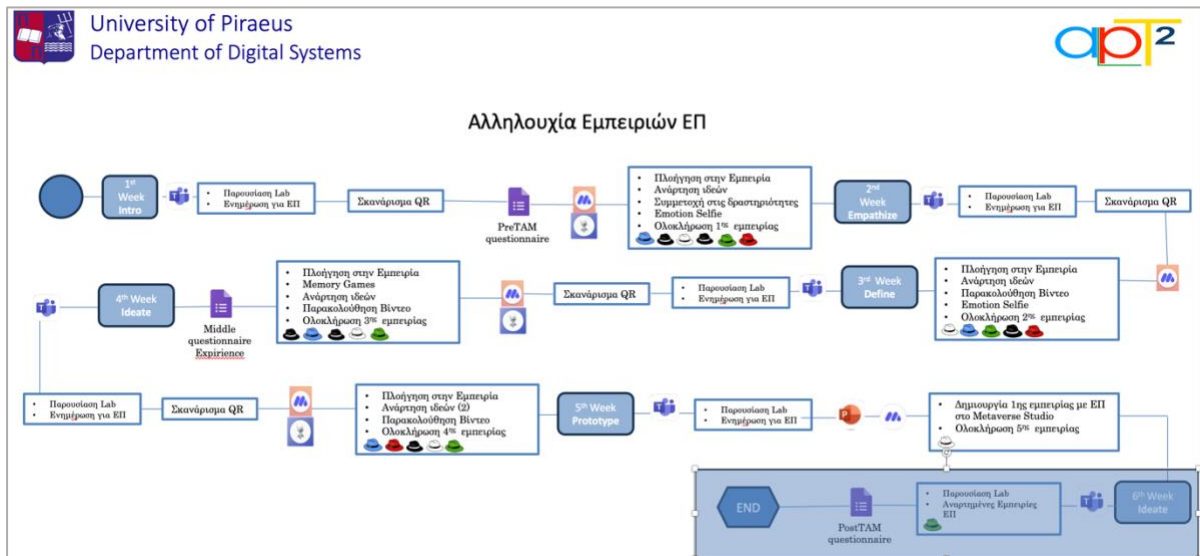 University of Piraeus
Department of Digital Systems
apT²
Αλληλουχία Εμπειριών ΕΠ
1st
Week
Intro
• Παρουσίαση Lab
• Ενημέρωση για ΕΠ
Σκανάρισμα QR
PreTAM
questionnaire
• Πλοήγηση στην Εμπειρία
• Ανάρτηση ιδεών
• Συμμετοχή στις δραστηριότητες
• Emotion Selfie
• Ολοκλήρωση 1ης εμπειρίας
2nd
Week
Empathize
• Παρουσίαση Lab
• Ενημέρωση για ΕΠ
Σκανάρισμα QR
• Πλοήγηση στην Εμπειρία
• Ανάρτηση ιδεών
• Παρακολούθηση Βίντεο
• Emotion Selfie
• Ολοκλήρωση 2ης εμπειρίας
3rd Week
Define
• Παρουσίαση Lab
• Ενημέρωση για ΕΠ
Σκανάρισμα QR
• Πλοήγηση στην Εμπειρία
• Memory Games
• Ανάρτηση ιδεών
• Παρακολούθηση Βίντεο
• Ολοκλήρωση 3ης εμπειρίας
Middle
questionnaire
Expirience
4th Week
Ideate
• Παρουσίαση Lab
• Ενημέρωση για ΕΠ
Σκανάρισμα QR
• Πλοήγηση στην Εμπειρία
• Ανάρτηση ιδεών (2)
• Παρακολούθηση Βίντεο
• Ολοκλήρωση 4ης εμπειρίας
5th Week
Prototype
• Παρουσίαση Lab
• Ενημέρωση για ΕΠ
• Δημιουργία 1ης εμπειρίας με ΕΠ
στο Metaverse Studio
• Ολοκλήρωση 5ης εμπειρίας
6th Week
Ideate
• Παρουσίαση Lab
• Αναρτημένες Εμπειρίες
ΕΠ
PostTAM
questionnaire
END